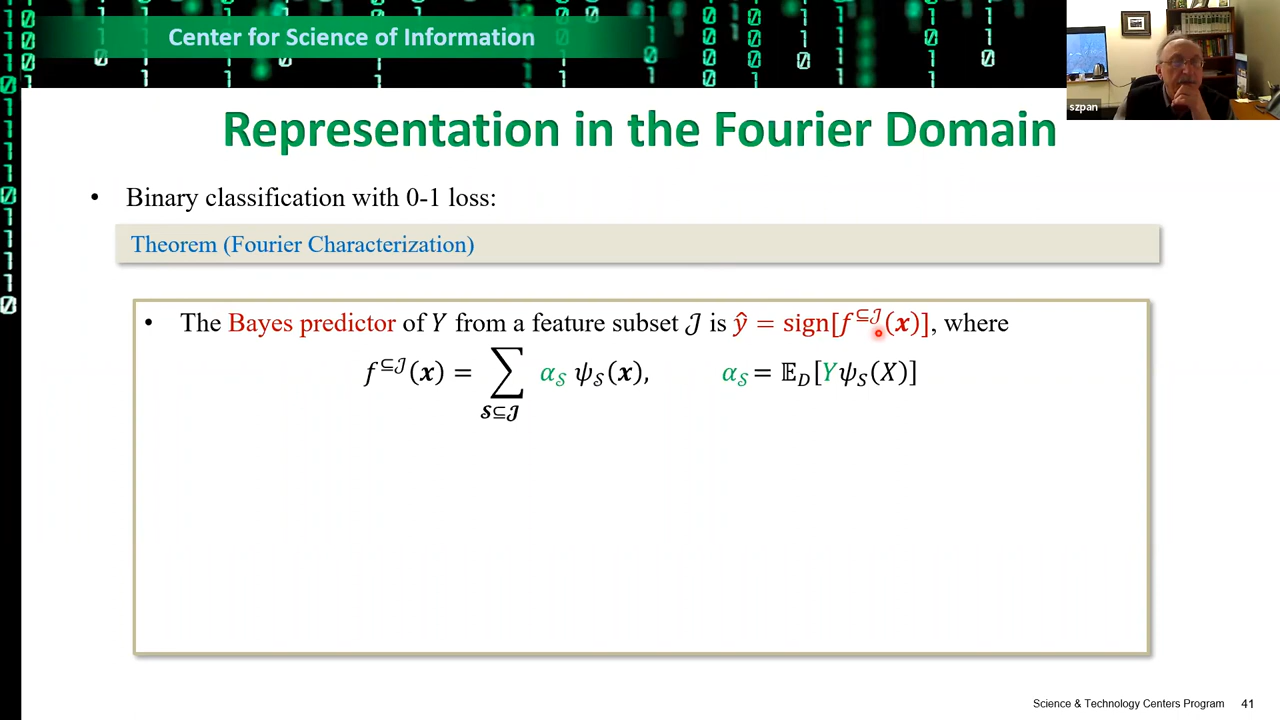 Center for Science of Information
szpan
Representation in the Fourier Domain
• Binary classification with 0-1 loss:
Theorem (Fourier Characterization)
• The Bayes predictor of Y from a feature subset 𝒥 is ŷ = sign[f^{⊆𝒥}(𝒙)], where
f^{⊆𝒥}(𝒙) = ∑_{𝒮⊆𝒥} α_𝒮 ψ_𝒮(𝒙), α_𝒮 = 𝔼_D[Yψ_𝒮(X)]
Science & Technology Centers Program 41